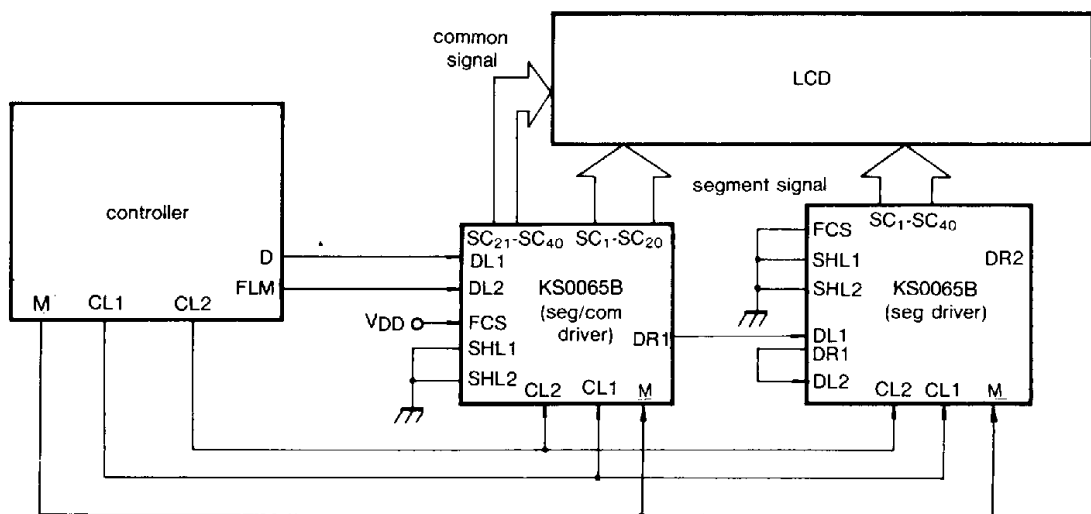 common
signal
LCD
controller
D
FLM
M CL1 CL2
segment signal
SC21-SC40 SC1-SC20
DL1
DL2
VDD
FCS
SHL1
SHL2
KS0065B
(seg/com
driver)
DR1
CL2 CL1 M
SC1-SC40
FCS
SHL1
SHL2
DR2
KS0065B
(seg driver)
DL1
DR1
DL2
CL2 CL1 M